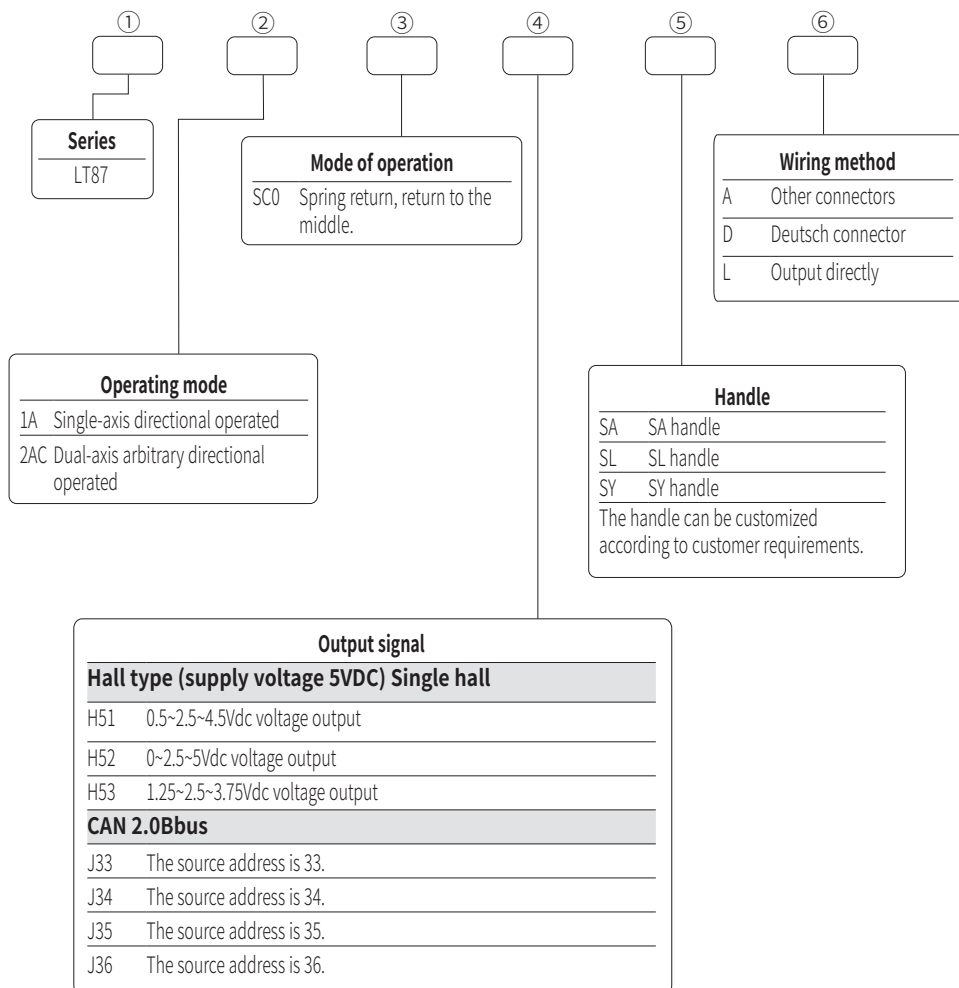 ① ② ③ ④ ⑤ ⑥
Series
LT87
Mode of operation
SC0 Spring return, return to the
middle.
Wiring method
A Other connectors
D Deutsch connector
L Output directly
Operating mode
1A Single-axis directional operated
2AC Dual-axis arbitrary directional
operated
Handle
SA SA handle
SL SL handle
SY SY handle
The handle can be customized
according to customer requirements.
Output signal
Hall type (supply voltage 5VDC) Single hall
H51 0.5~2.5~4.5Vdc voltage output
H52 0~2.5~5Vdc voltage output
H53 1.25~2.5~3.75Vdc voltage output
CAN 2.0Bbus
J33 The source address is 33.
J34 The source address is 34.
J35 The source address is 35.
J36 The source address is 36.